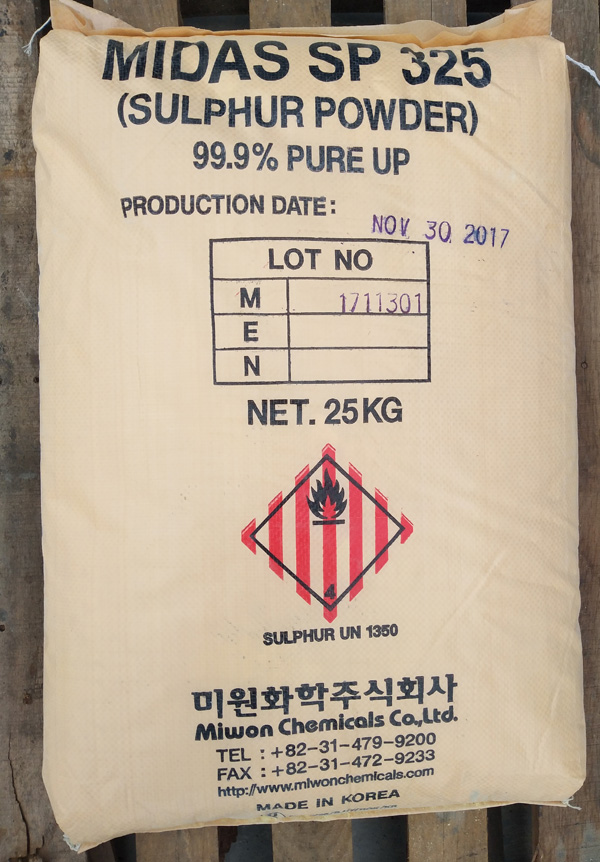 MIDAS SP 325
(SULPHUR POWDER)
99.9% PURE UP
PRODUCTION DATE:
NOV 30 2017
LOT NO
M 1711301
E
N
NET. 25KG
4
SULPHUR UN 1350
미원화학주식회사
Miwon Chemicals Co,Ltd.
TEL : +82-31-479-9200
FAX : +82-31-472-9233
http://www.miwonchemicals.com
MADE IN KOREA